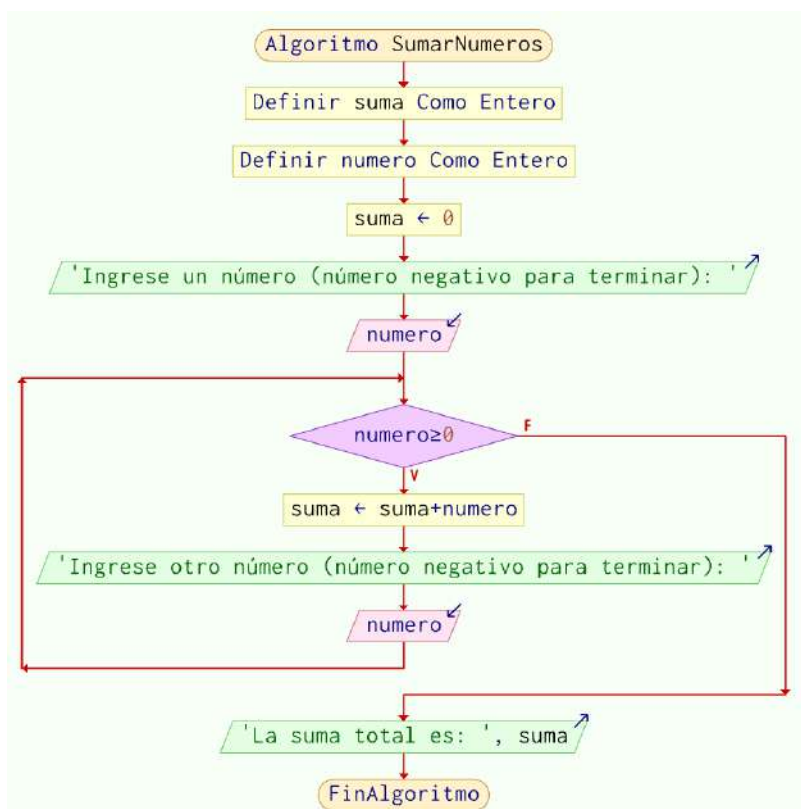 Algoritmo SumarNumeros
Definir suma Como Entero
Definir numero Como Entero
suma ← 0
'Ingrese un número (número negativo para terminar): '
numero
numero≥0
F
V
suma ← suma+numero
'Ingrese otro número (número negativo para terminar): '
numero
'La suma total es: ', suma
FinAlgoritmo